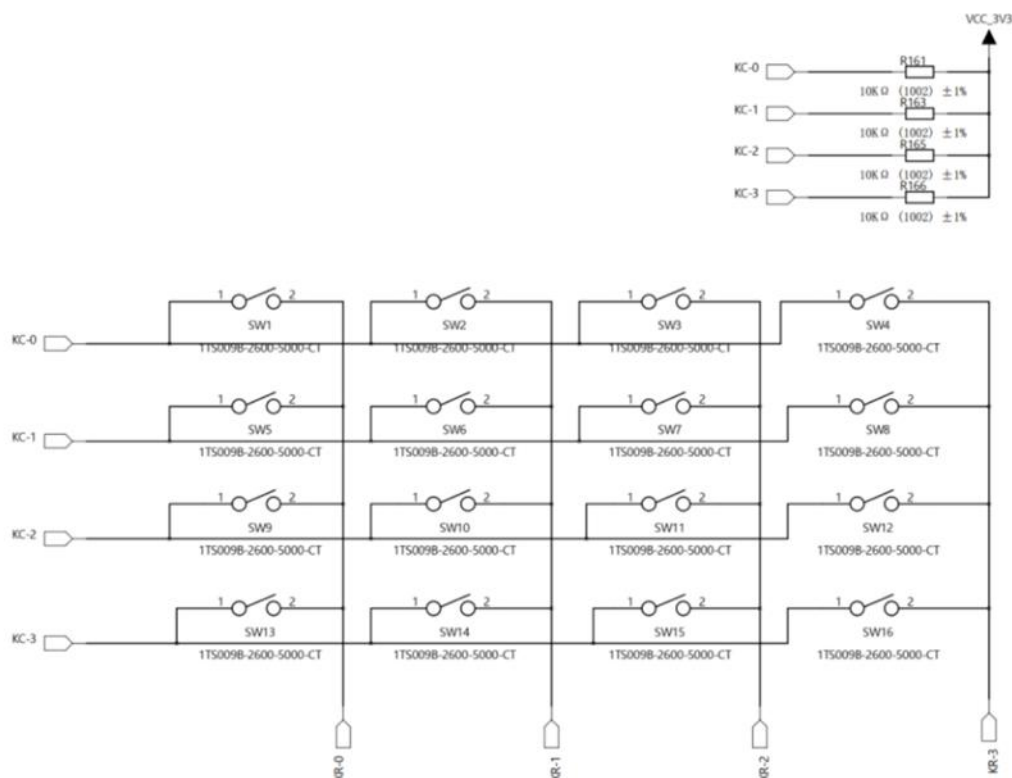 VCC_3V3
R161
KC-0
10KΩ (1002) ±1%
R163
KC-1
10KΩ (1002) ±1%
R165
KC-2
10KΩ (1002) ±1%
R166
KC-3
10KΩ (1002) ±1%
1 2 1 2 1 2 1 2
SW1 SW2 SW3 SW4
KC-0
1TS009B-2600-5000-CT 1TS009B-2600-5000-CT 1TS009B-2600-5000-CT 1TS009B-2600-5000-CT
1 2 1 2 1 2 1 2
SW5 SW6 SW7 SW8
KC-1
1TS009B-2600-5000-CT 1TS009B-2600-5000-CT 1TS009B-2600-5000-CT 1TS009B-2600-5000-CT
1 2 1 2 1 2 1 2
SW9 SW10 SW11 SW12
KC-2
1TS009B-2600-5000-CT 1TS009B-2600-5000-CT 1TS009B-2600-5000-CT 1TS009B-2600-5000-CT
1 2 1 2 1 2 1 2
SW13 SW14 SW15 SW16
KC-3
1TS009B-2600-5000-CT 1TS009B-2600-5000-CT 1TS009B-2600-5000-CT 1TS009B-2600-5000-CT
KR-0 KR-1 KR-2 KR-3